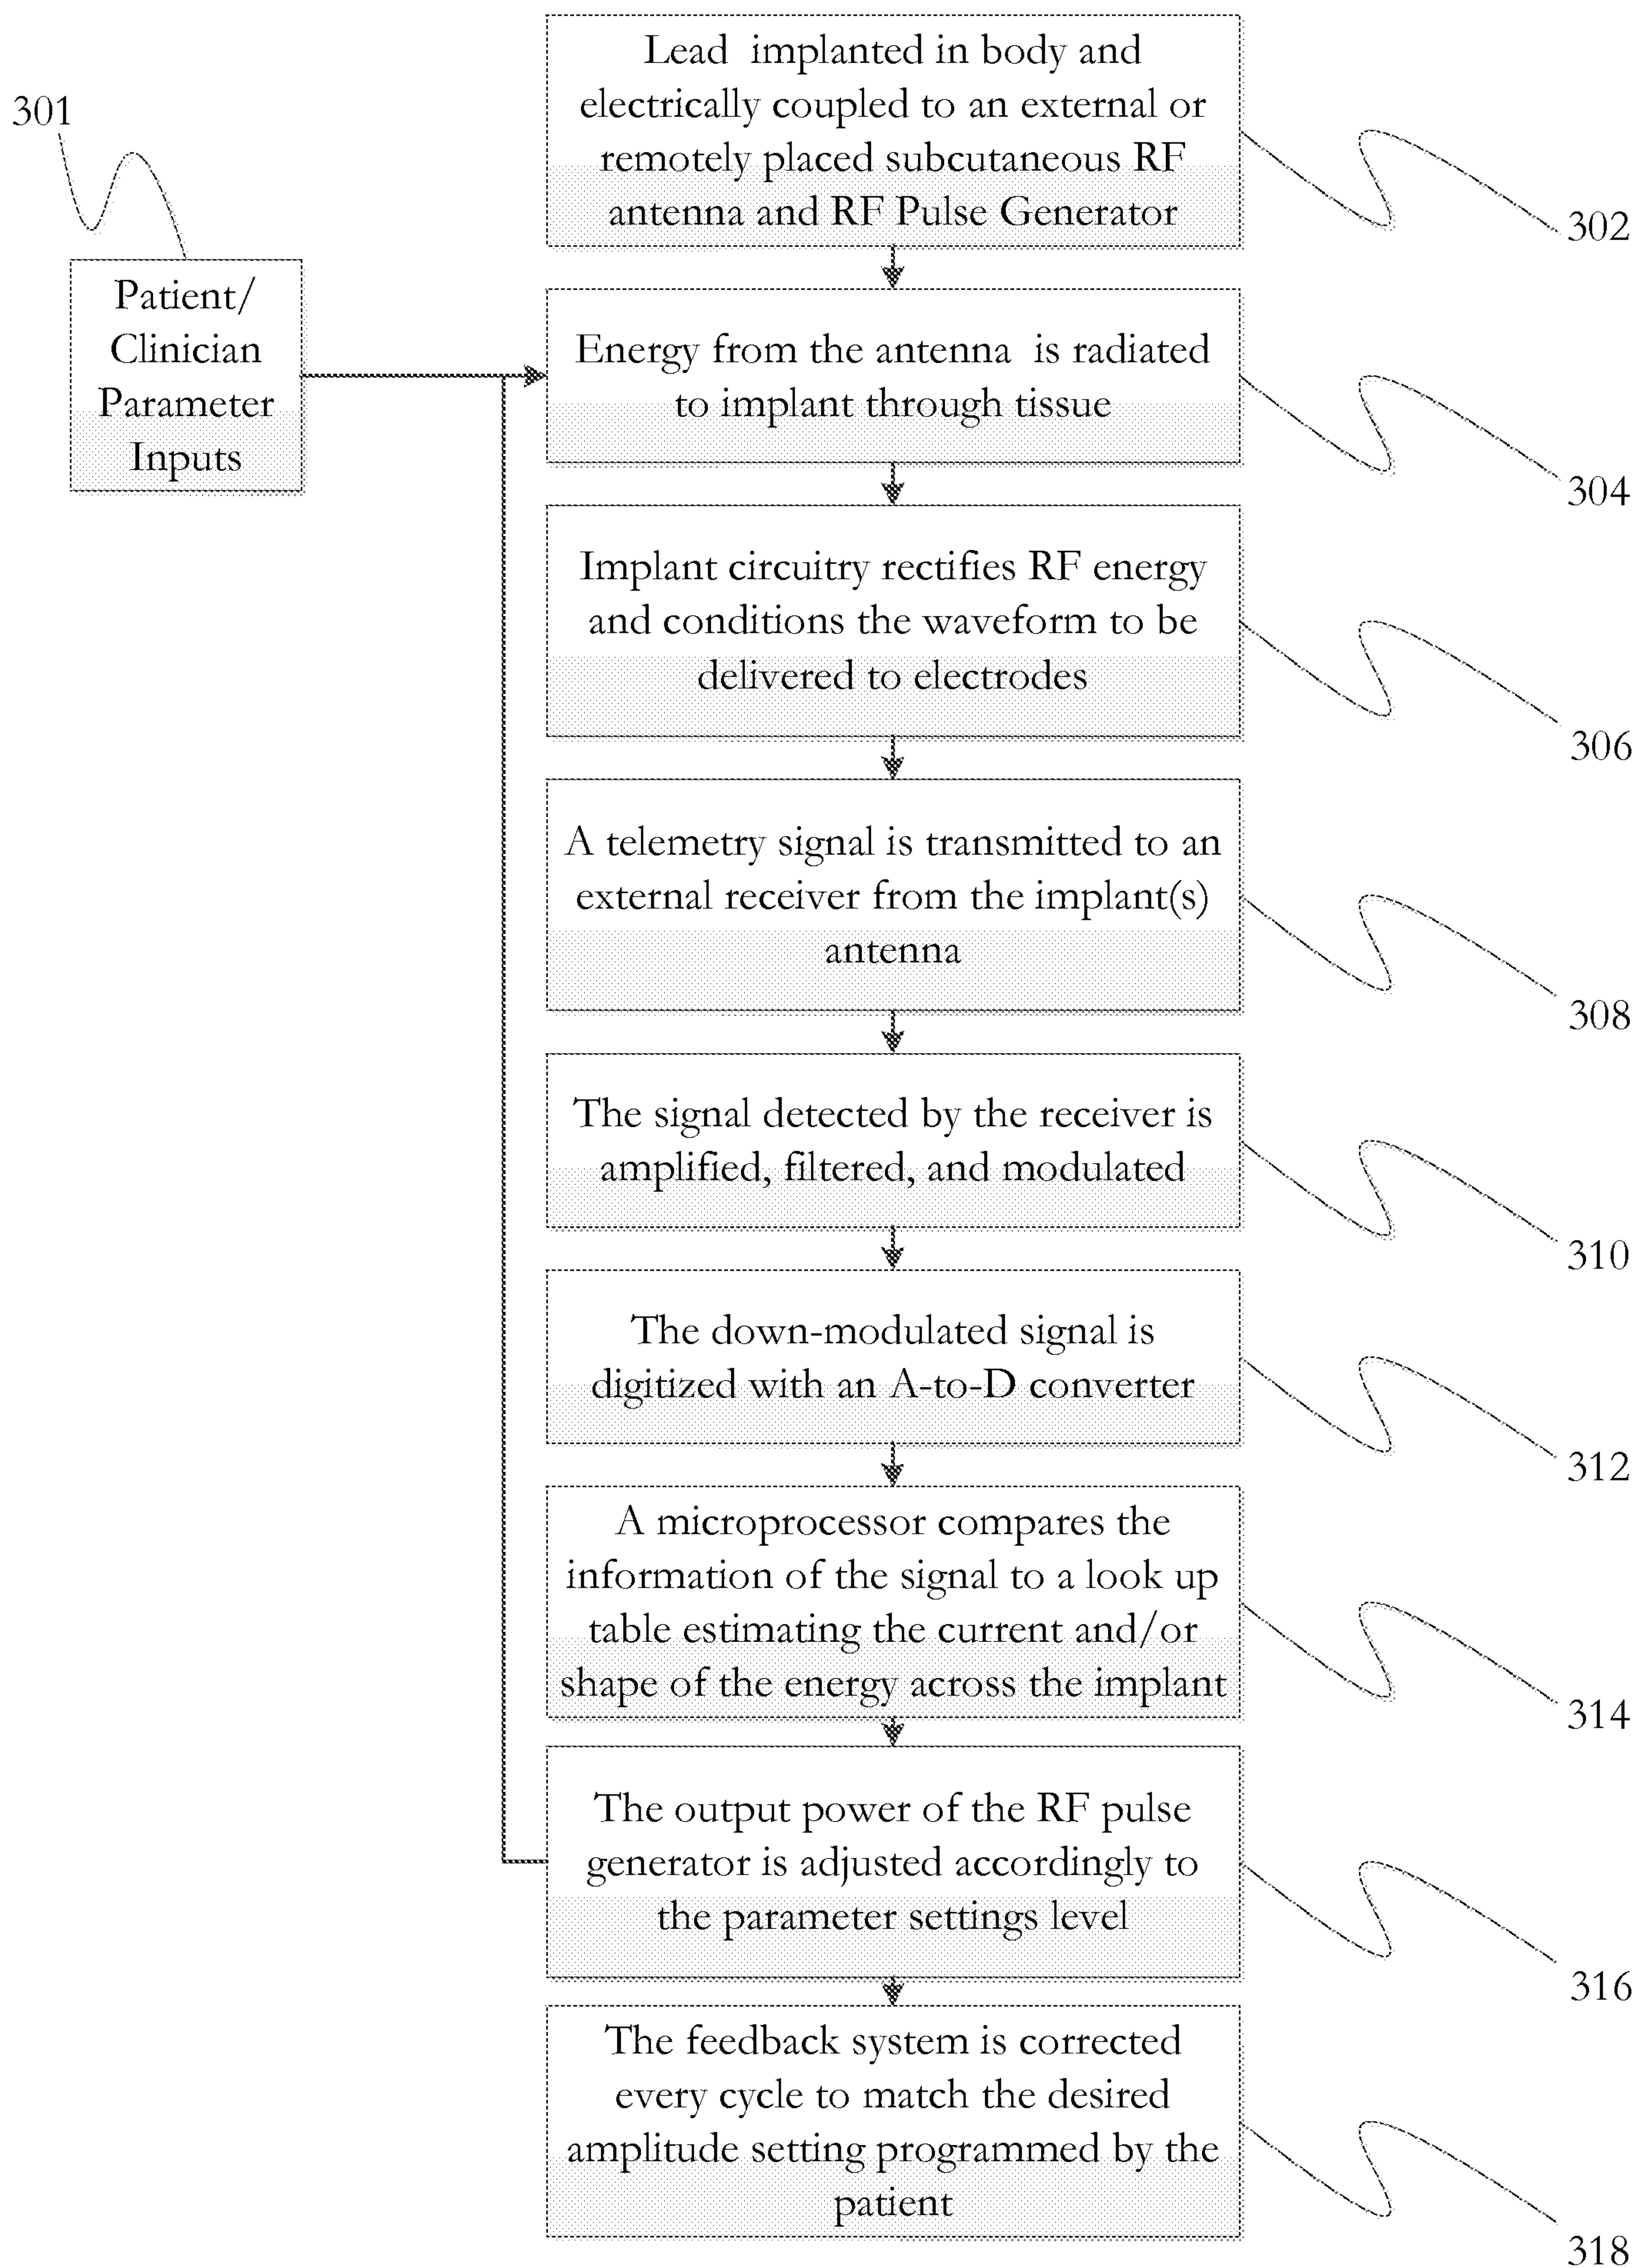 301
Patient/
Clinician
Parameter
Inputs
Lead implanted in body and
electrically coupled to an external or
remotely placed subcutaneous RF
antenna and RF Pulse Generator
302
Energy from the antenna is radiated
to implant through tissue
304
Implant circuitry rectifies RF energy
and conditions the waveform to be
delivered to electrodes
306
A telemetry signal is transmitted to an
external receiver from the implant(s)
antenna
308
The signal detected by the receiver is
amplified, filtered, and modulated
310
The down-modulated signal is
digitized with an A-to-D converter
312
A microprocessor compares the
information of the signal to a look up
table estimating the current and/or
shape of the energy across the implant
314
The output power of the RF pulse
generator is adjusted accordingly to
the parameter settings level
316
The feedback system is corrected
every cycle to match the desired
amplitude setting programmed by the
patient
318